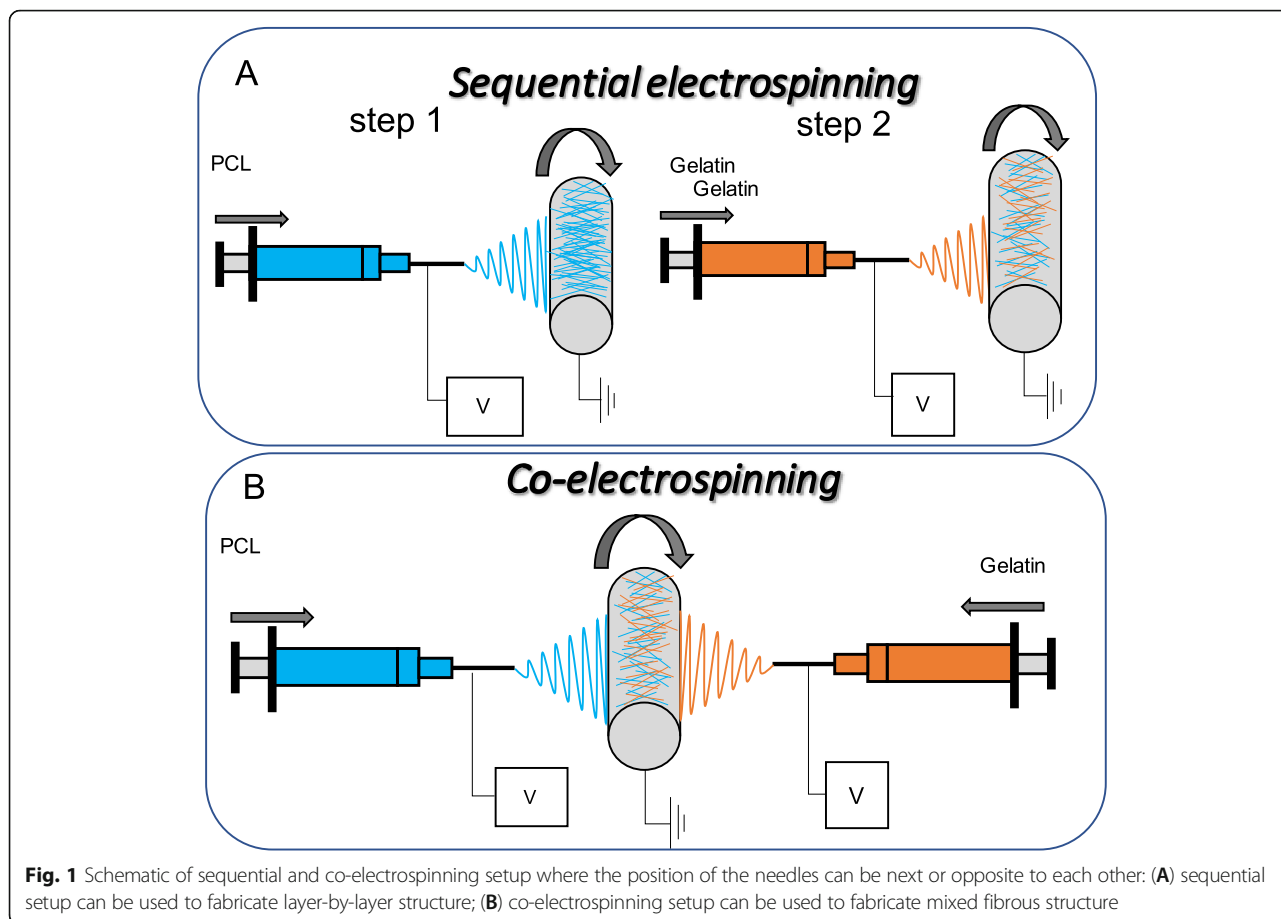 A
Sequential electrospinning
step 1
step 2
PCL
Gelatin
Gelatin
V
V
B
Co-electrospinning
PCL
Gelatin
V
V
Fig. 1 Schematic of sequential and co-electrospinning setup where the position of the needles can be next or opposite to each other: (A) sequential
setup can be used to fabricate layer-by-layer structure; (B) co-electrospinning setup can be used to fabricate mixed fibrous structure